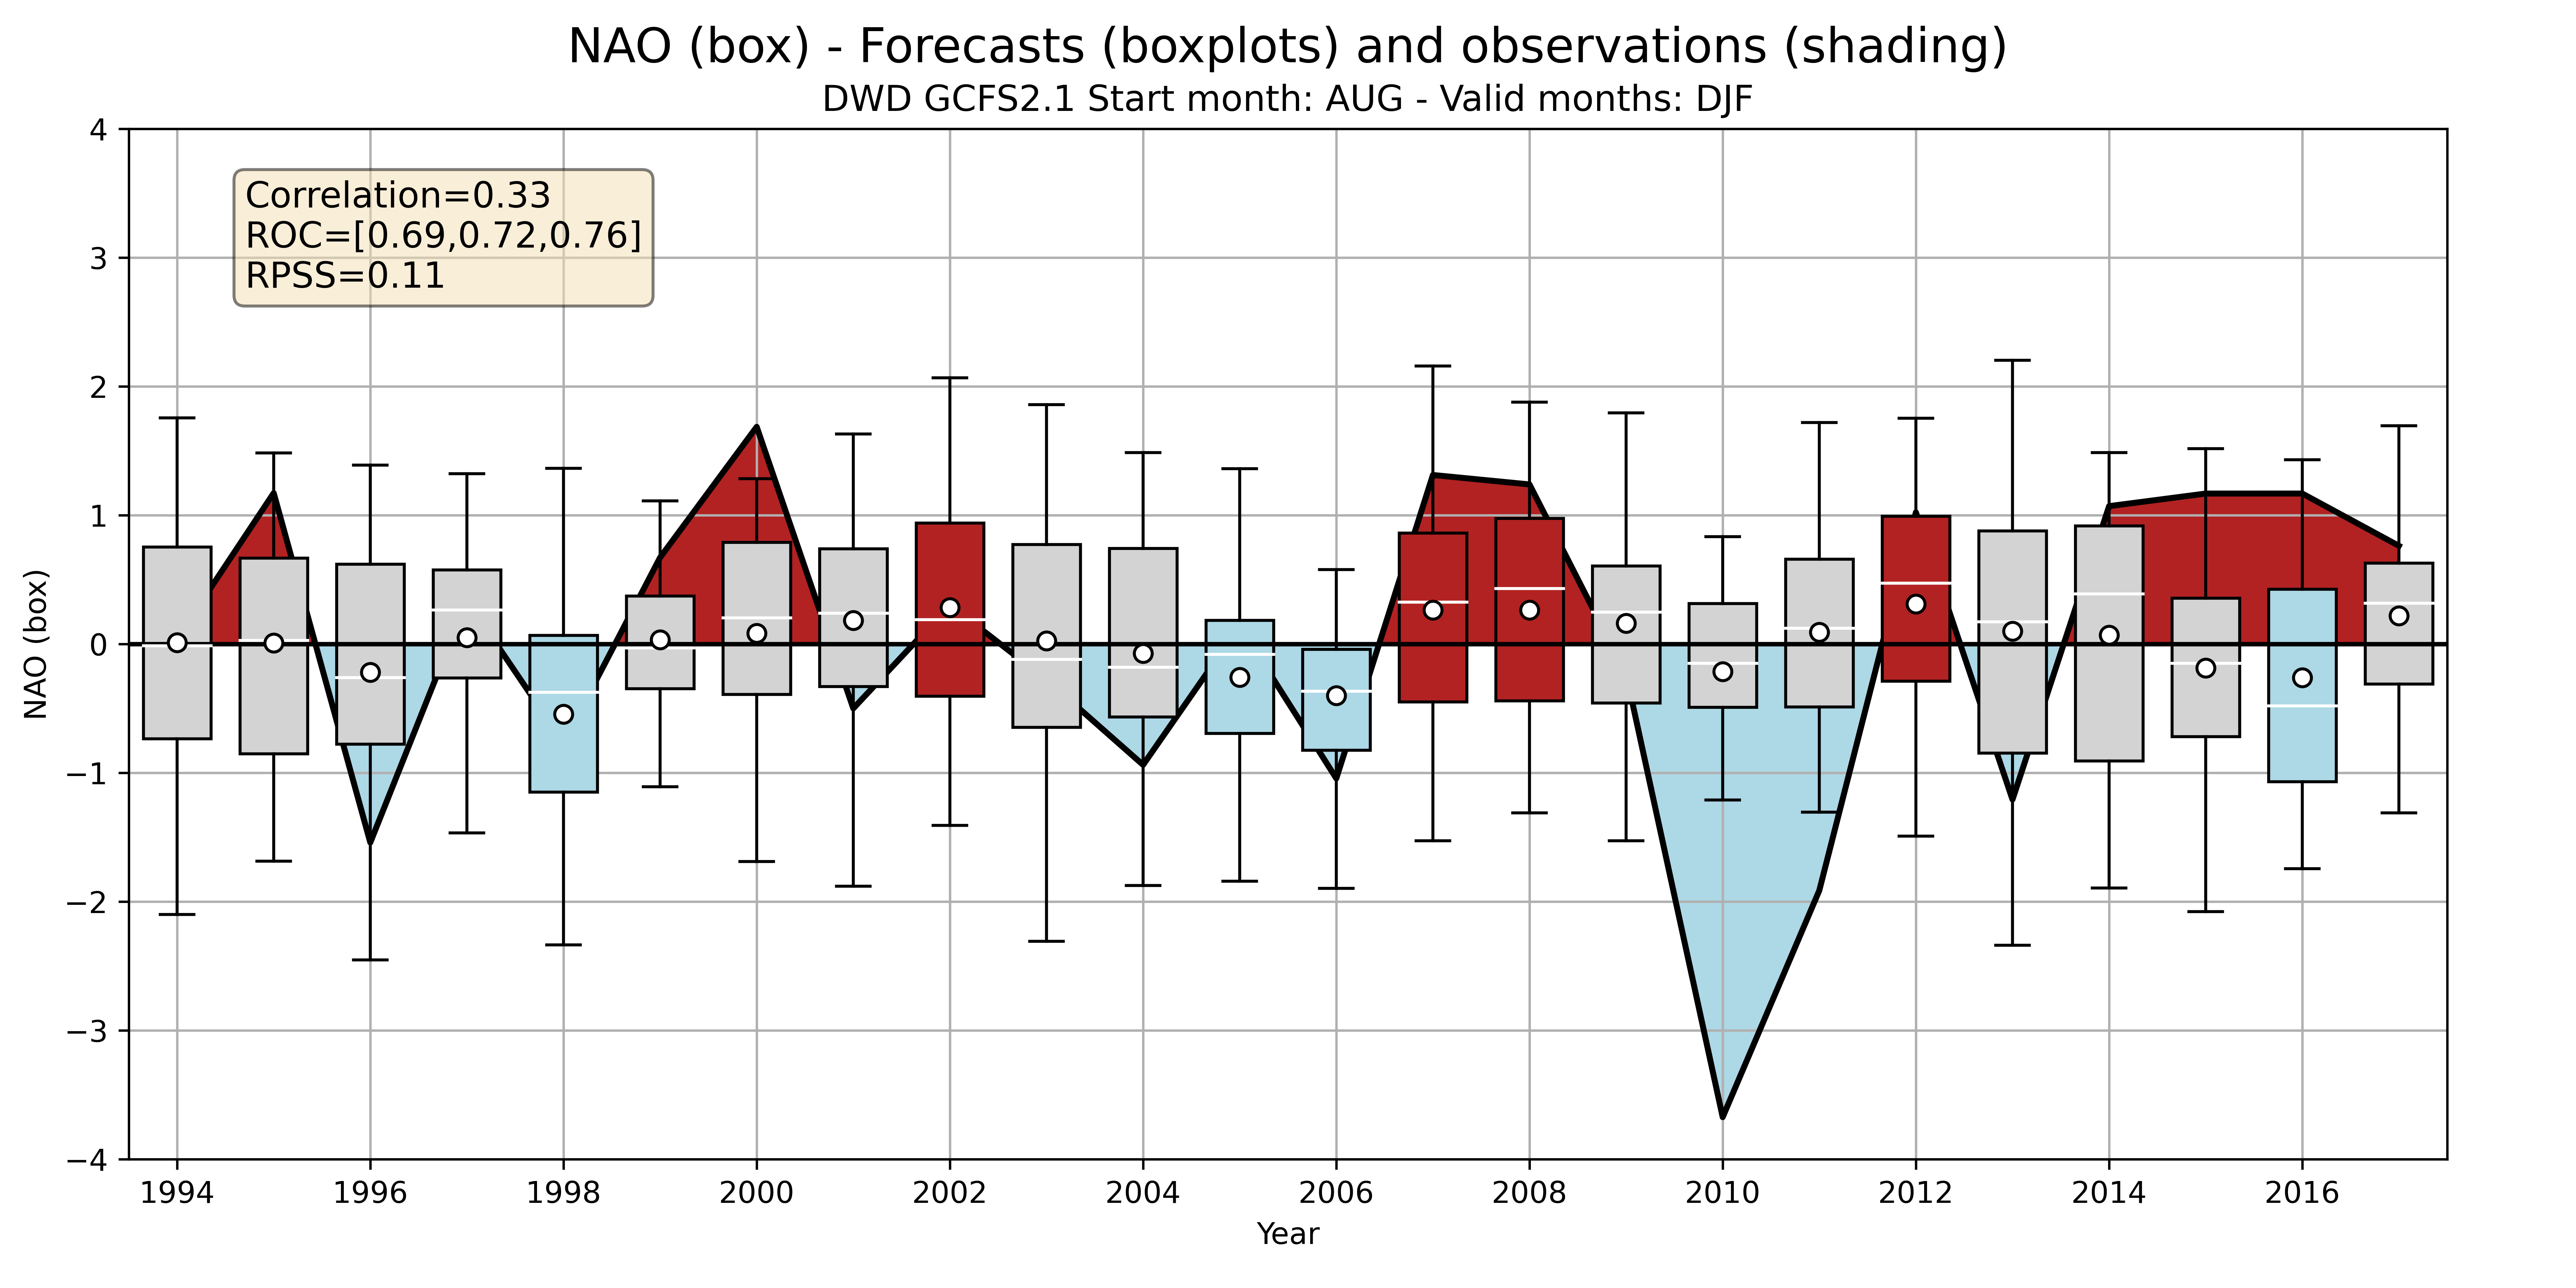 NAO (box) - Forecasts (boxplots) and observations (shading)
DWD GCFS2.1 Start month: AUG - Valid months: DJF
Correlation=0.33
ROC=[0.69,0.72,0.76]
RPSS=0.11
4
3
2
1
0
−1
−2
−3
−4
NAO (box)
1994 1996 1998 2000 2002 2004 2006 2008 2010 2012 2014 2016
Year